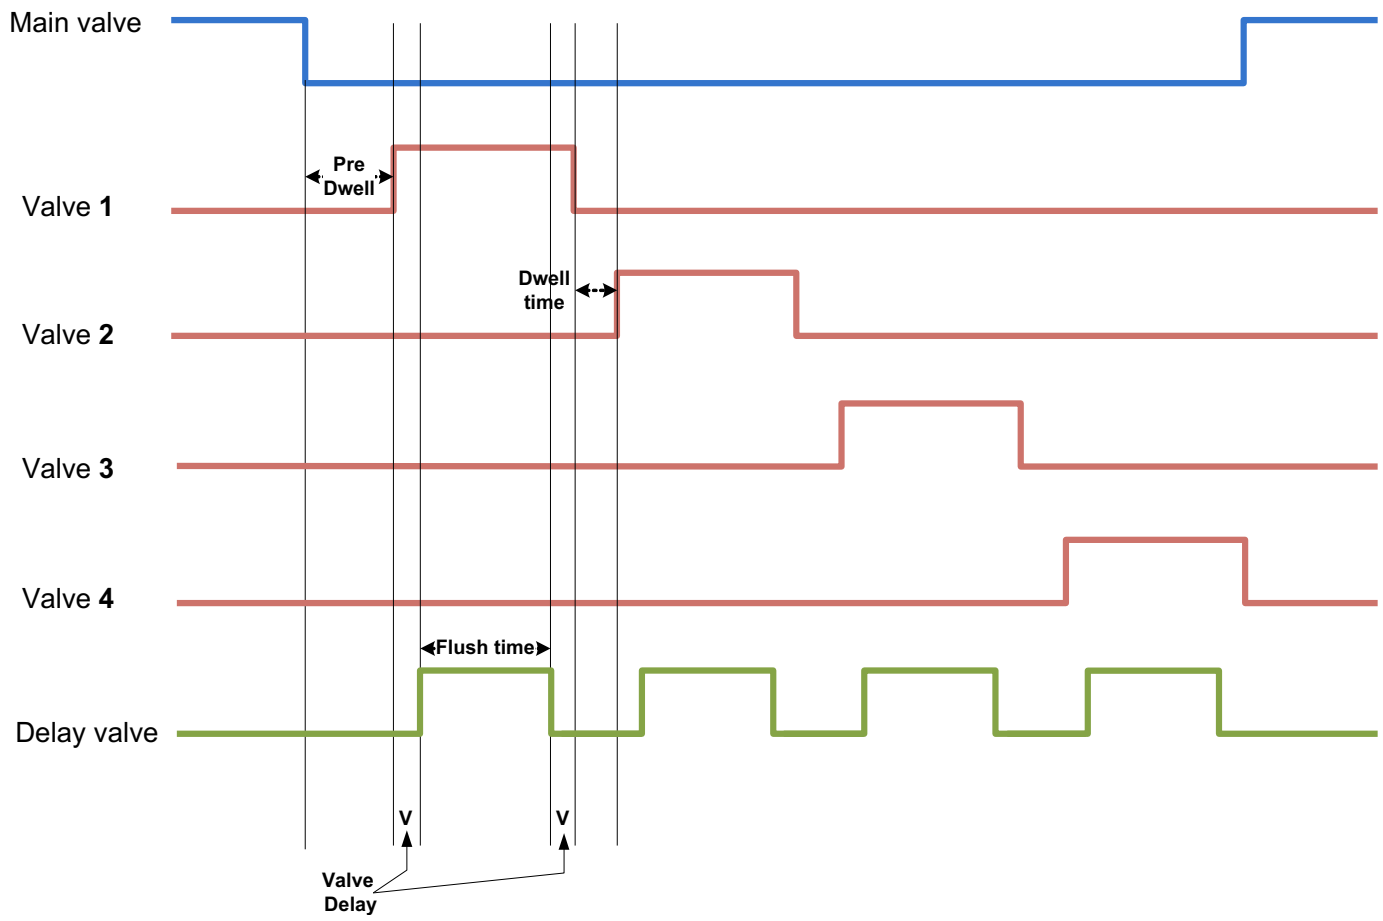 Main valve
Pre
Dwell
Valve 1
Dwell
time
Valve 2
Valve 3
Valve 4
Flush time
Delay valve
V
V
Valve
Delay